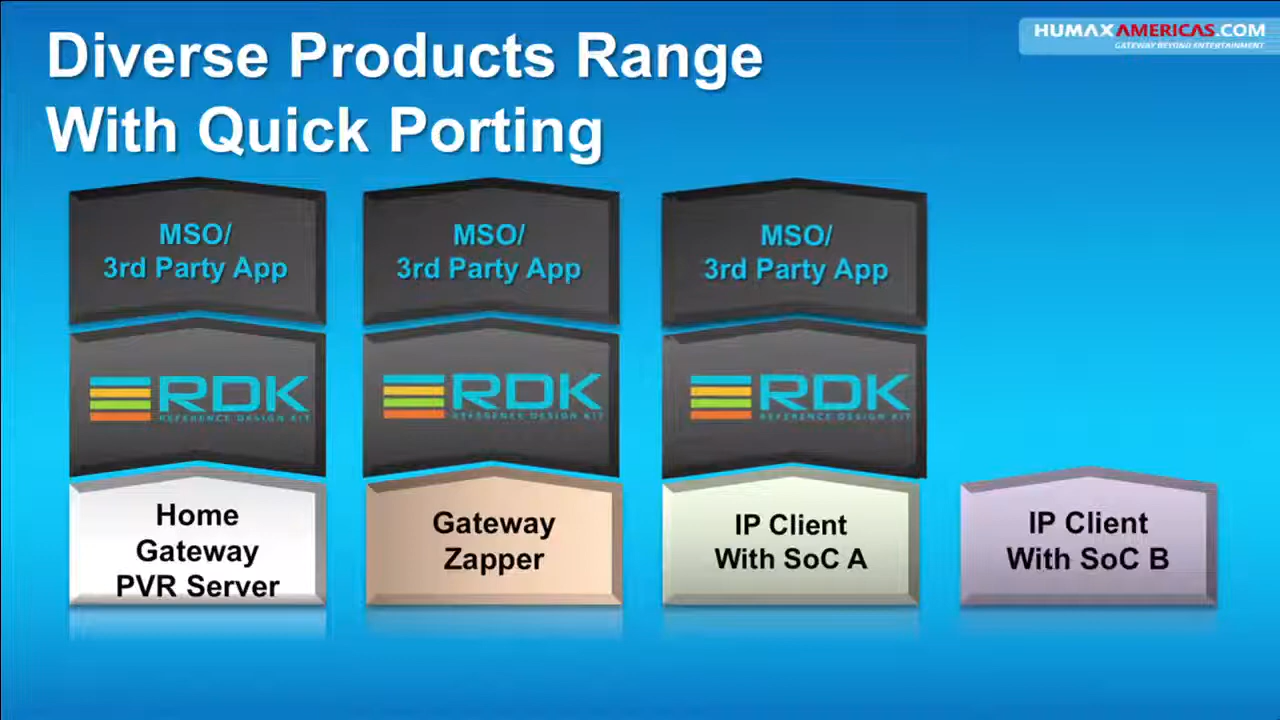 Diverse Products Range
With Quick Porting
HUMAXAMERICAS.COM
GATEWAY BEYOND ENTERTAINMENT
MSO/
3rd Party App
MSO/
3rd Party App
MSO/
3rd Party App
RDK
REFERENCE DESIGN KIT
RDK
REFERENCE DESIGN KIT
RDK
REFERENCE DESIGN KIT
Home
Gateway
PVR Server
Gateway
Zapper
IP Client
With SoC A
IP Client
With SoC B